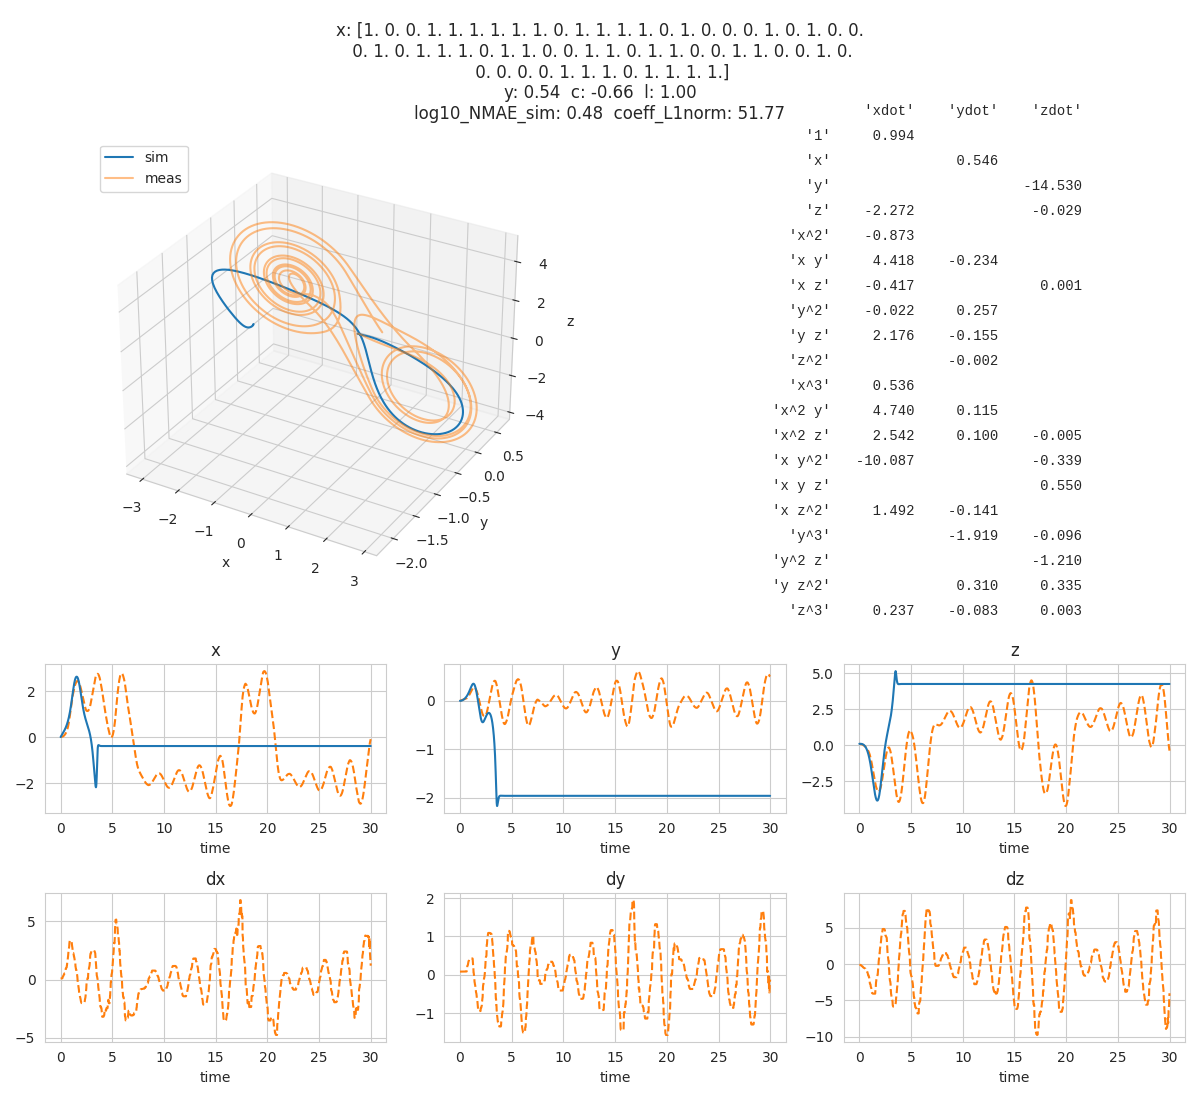 x: [1. 0. 0. 1. 1. 1. 1. 1. 1. 0. 1. 1. 1. 1. 0. 1. 0. 0. 0. 1. 0. 1. 0. 0.
0. 1. 0. 1. 1. 1. 0. 1. 1. 0. 0. 1. 1. 0. 1. 1. 0. 0. 1. 1. 0. 0. 1. 0.
0. 0. 0. 0. 1. 1. 1. 0. 1. 1. 1. 1.]
y: 0.54 c: -0.66 l: 1.00
log10_NMAE_sim: 0.48 coeff_L1norm: 51.77
'xdot' 'ydot' 'zdot'
'1' 0.994
'x' 0.546
'y' -14.530
'z' -2.272 -0.029
'x^2' -0.873
'x y' 4.418 -0.234
'x z' -0.417 0.001
'y^2' -0.022 0.257
'y z' 2.176 -0.155
'z^2' -0.002
'x^3' 0.536
'x^2 y' 4.740 0.115
'x^2 z' 2.542 0.100 -0.005
'x y^2' -10.087 -0.339
'x y z' 0.550
'x z^2' 1.492 -0.141
'y^3' -1.919 -0.096
'y^2 z' -1.210
'y z^2' 0.310 0.335
'z^3' 0.237 -0.083 0.003
sim
meas
4
2
0
−2
−4
z
0.5
0.0
−0.5
−1.0
−1.5
−2.0
y
−3
−2
−1
0
1
2
3
x
x
2
0
−2
0 5 10 15 20 25 30
time
y
0
−1
−2
0 5 10 15 20 25 30
time
z
5.0
2.5
0.0
−2.5
0 5 10 15 20 25 30
time
dx
5
0
−5
0 5 10 15 20 25 30
time
dy
2
1
0
−1
0 5 10 15 20 25 30
time
dz
5
0
−5
−10
0 5 10 15 20 25 30
time